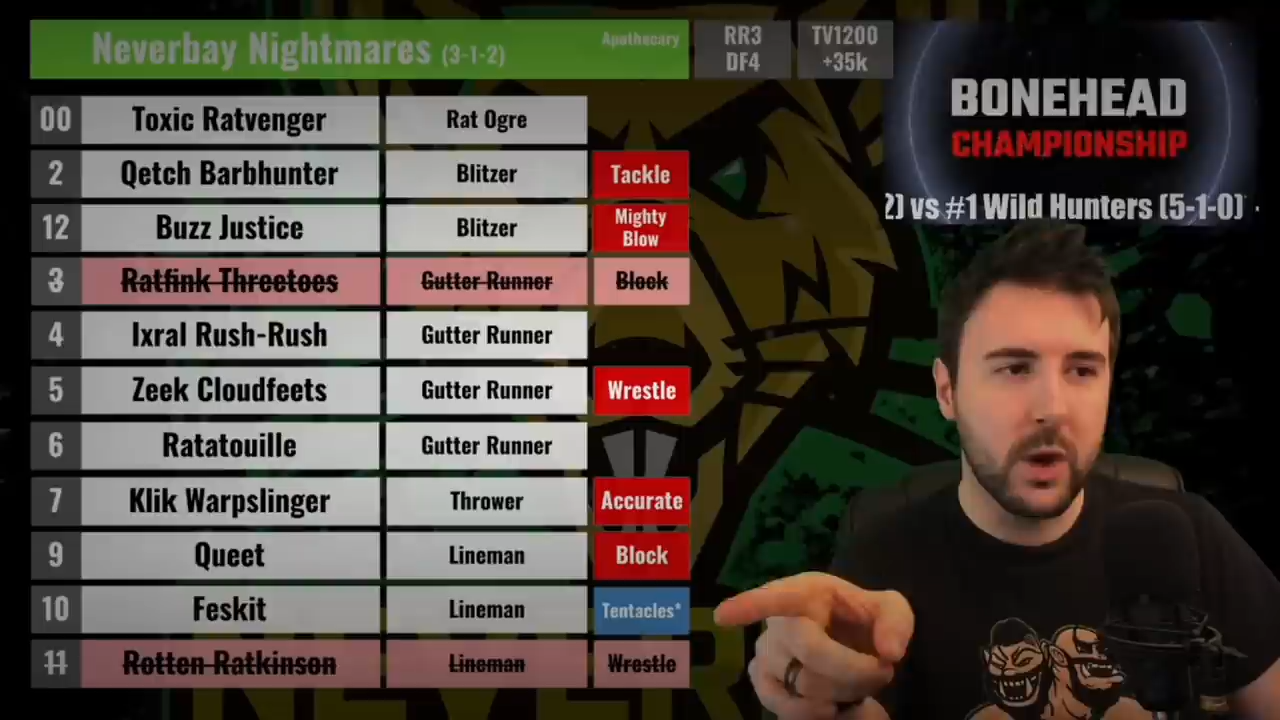 Neverbay Nightmares (3-1-2) Apothecary RR3 TV1200
DF4 +35k
BONEHEAD
CHAMPIONSHIP
2) vs #1 Wild Hunters (5-1-0)
00 Toxic Ratvenger Rat Ogre
2 Qetch Barbhunter Blitzer Tackle
12 Buzz Justice Blitzer Mighty
Blow
3 Ratfink Threetoes Gutter Runner Block
4 Ixral Rush-Rush Gutter Runner
5 Zeek Cloudfeets Gutter Runner Wrestle
6 Ratatouille Gutter Runner
7 Klik Warpslinger Thrower Accurate
9 Queet Lineman Block
10 Feskit Lineman Tentacles*
11 Rotten Ratkinson Lineman Wrestle
NEVER